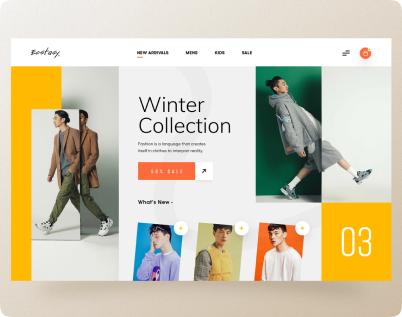 Ecstasy
NEW ARRIVALS MENS KIDS SALE
Winter
Collection
Fashion is a language that creates
itself in clothes to interpret reality.
50% SALE
What's New -
03